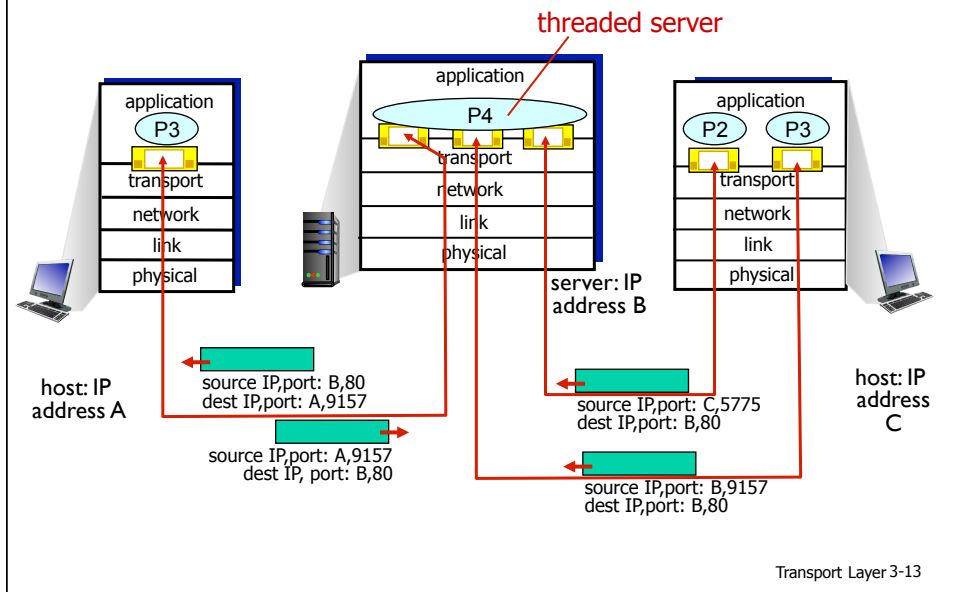 threaded server
application
P3
transport
network
link
physical
application
P4
transport
network
link
physical
application
P2
P3
transport
network
link
physical
server: IP
address B
host: IP
address A
source IP,port: B,80
dest IP,port: A,9157
source IP,port: A,9157
dest IP, port: B,80
source IP,port: C,5775
dest IP,port: B,80
source IP,port: B,9157
dest IP,port: B,80
host: IP
address
C
Transport Layer 3-13